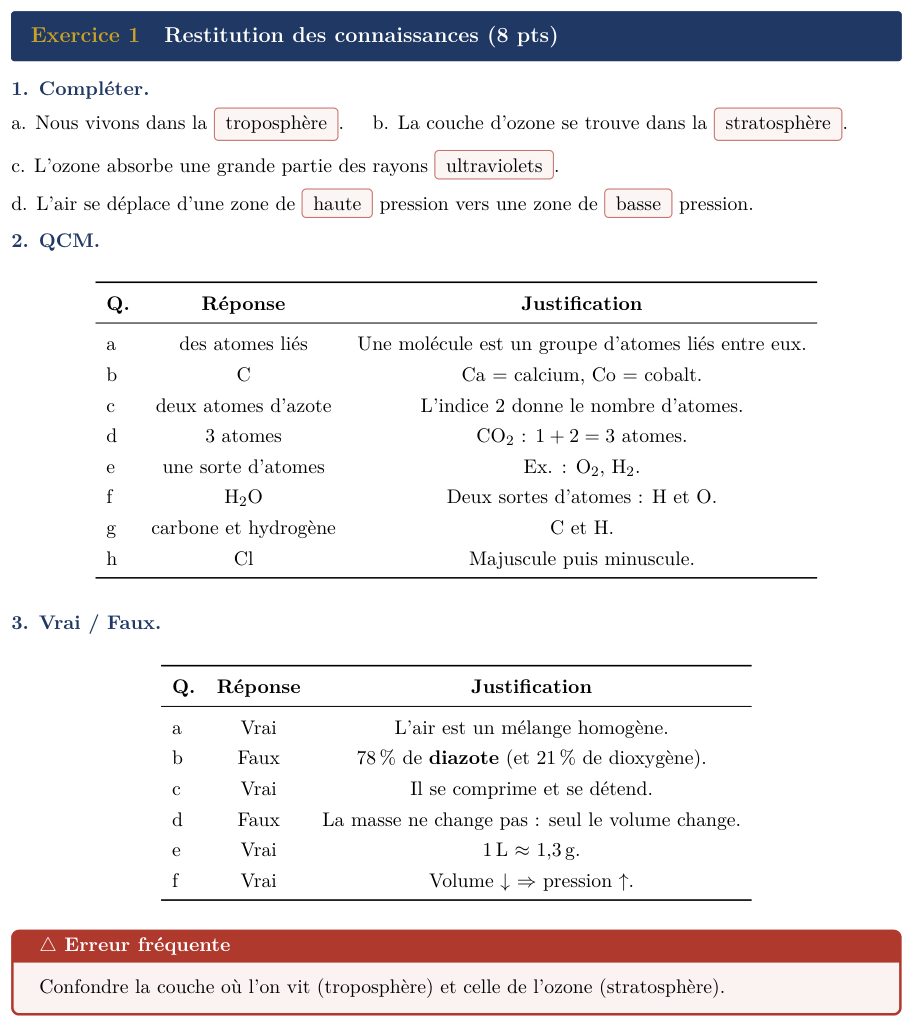 Exercice 1 Restitution des connaissances (8 pts)
1. Compléter.
a. Nous vivons dans la troposphère. b. La couche d'ozone se trouve dans la stratosphère.
c. L'ozone absorbe une grande partie des rayons ultraviolets.
d. L'air se déplace d'une zone de haute pression vers une zone de basse pression.
2. QCM.
Q. Réponse Justification
a des atomes liés Une molécule est un groupe d'atomes liés entre eux.
b C Ca = calcium, Co = cobalt.
c deux atomes d'azote L'indice 2 donne le nombre d'atomes.
d 3 atomes CO₂ : 1 + 2 = 3 atomes.
e une sorte d'atomes Ex. : O₂, H₂.
f H₂O Deux sortes d'atomes : H et O.
g carbone et hydrogène C et H.
h Cl Majuscule puis minuscule.
3. Vrai / Faux.
Q. Réponse Justification
a Vrai L'air est un mélange homogène.
b Faux 78 % de diazote (et 21 % de dioxygène).
c Vrai Il se comprime et se détend.
d Faux La masse ne change pas : seul le volume change.
e Vrai 1 L ≈ 1,3 g.
f Vrai Volume ↓ ⇒ pression ↑.
△ Erreur fréquente
Confondre la couche où l'on vit (troposphère) et celle de l'ozone (stratosphère).